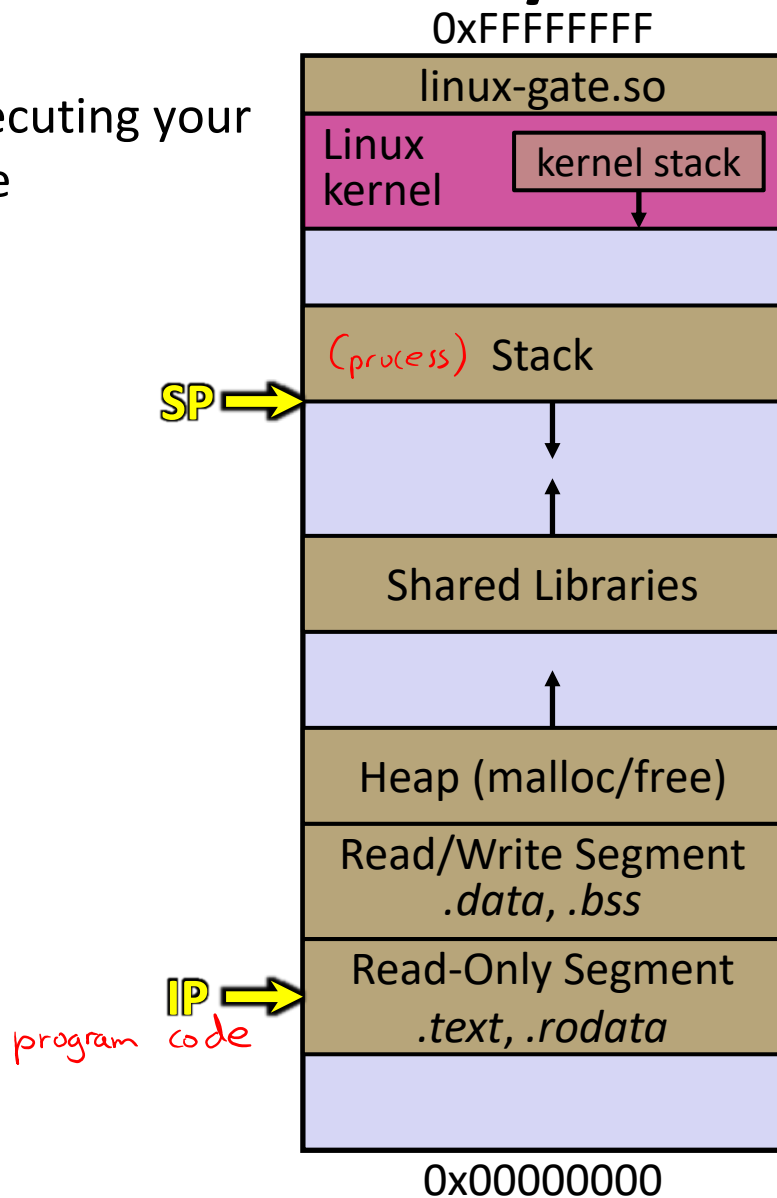 0xFFFFFFFF
linux-gate.so
ecuting your
Linux
kernel
kernel stack
(process) Stack
SP
Shared Libraries
Heap (malloc/free)
Read/Write Segment
.data, .bss
Read-Only Segment
IP
.text, .rodata
program code
0x00000000